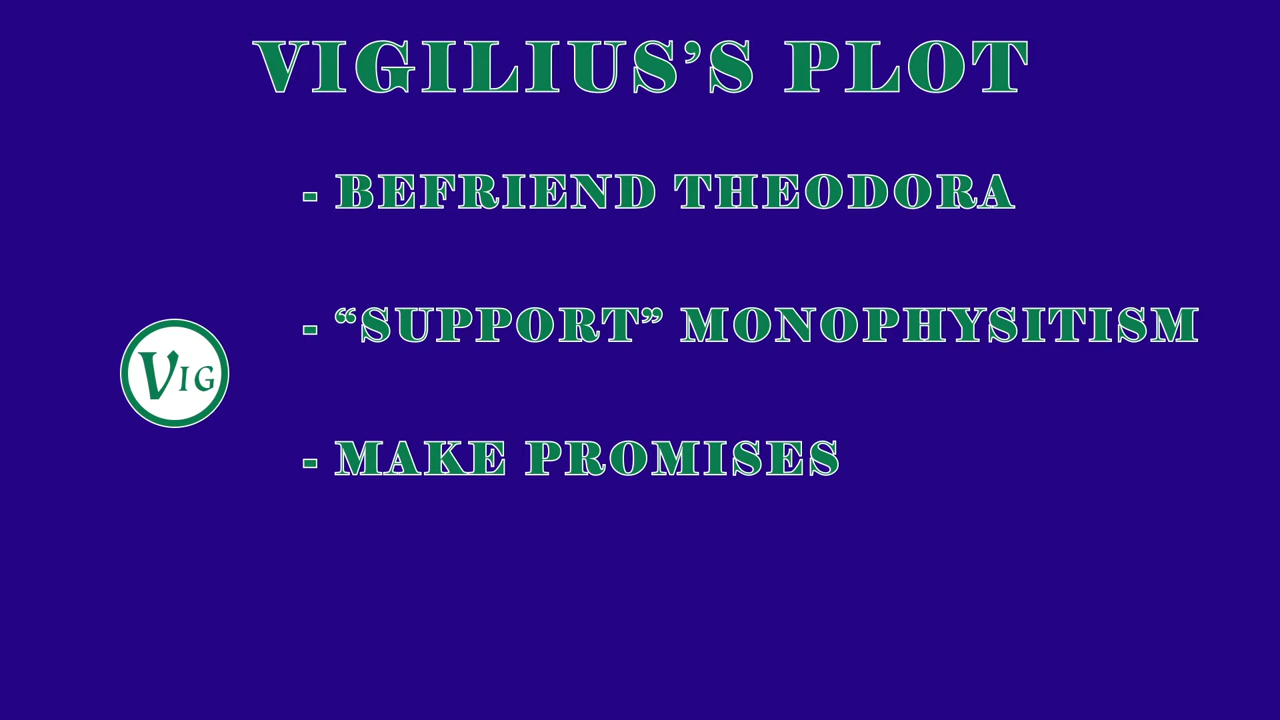 VIGILIUS’S PLOT
- BEFRIEND THEODORA
- “SUPPORT” MONOPHYSITISM
VIG
- MAKE PROMISES